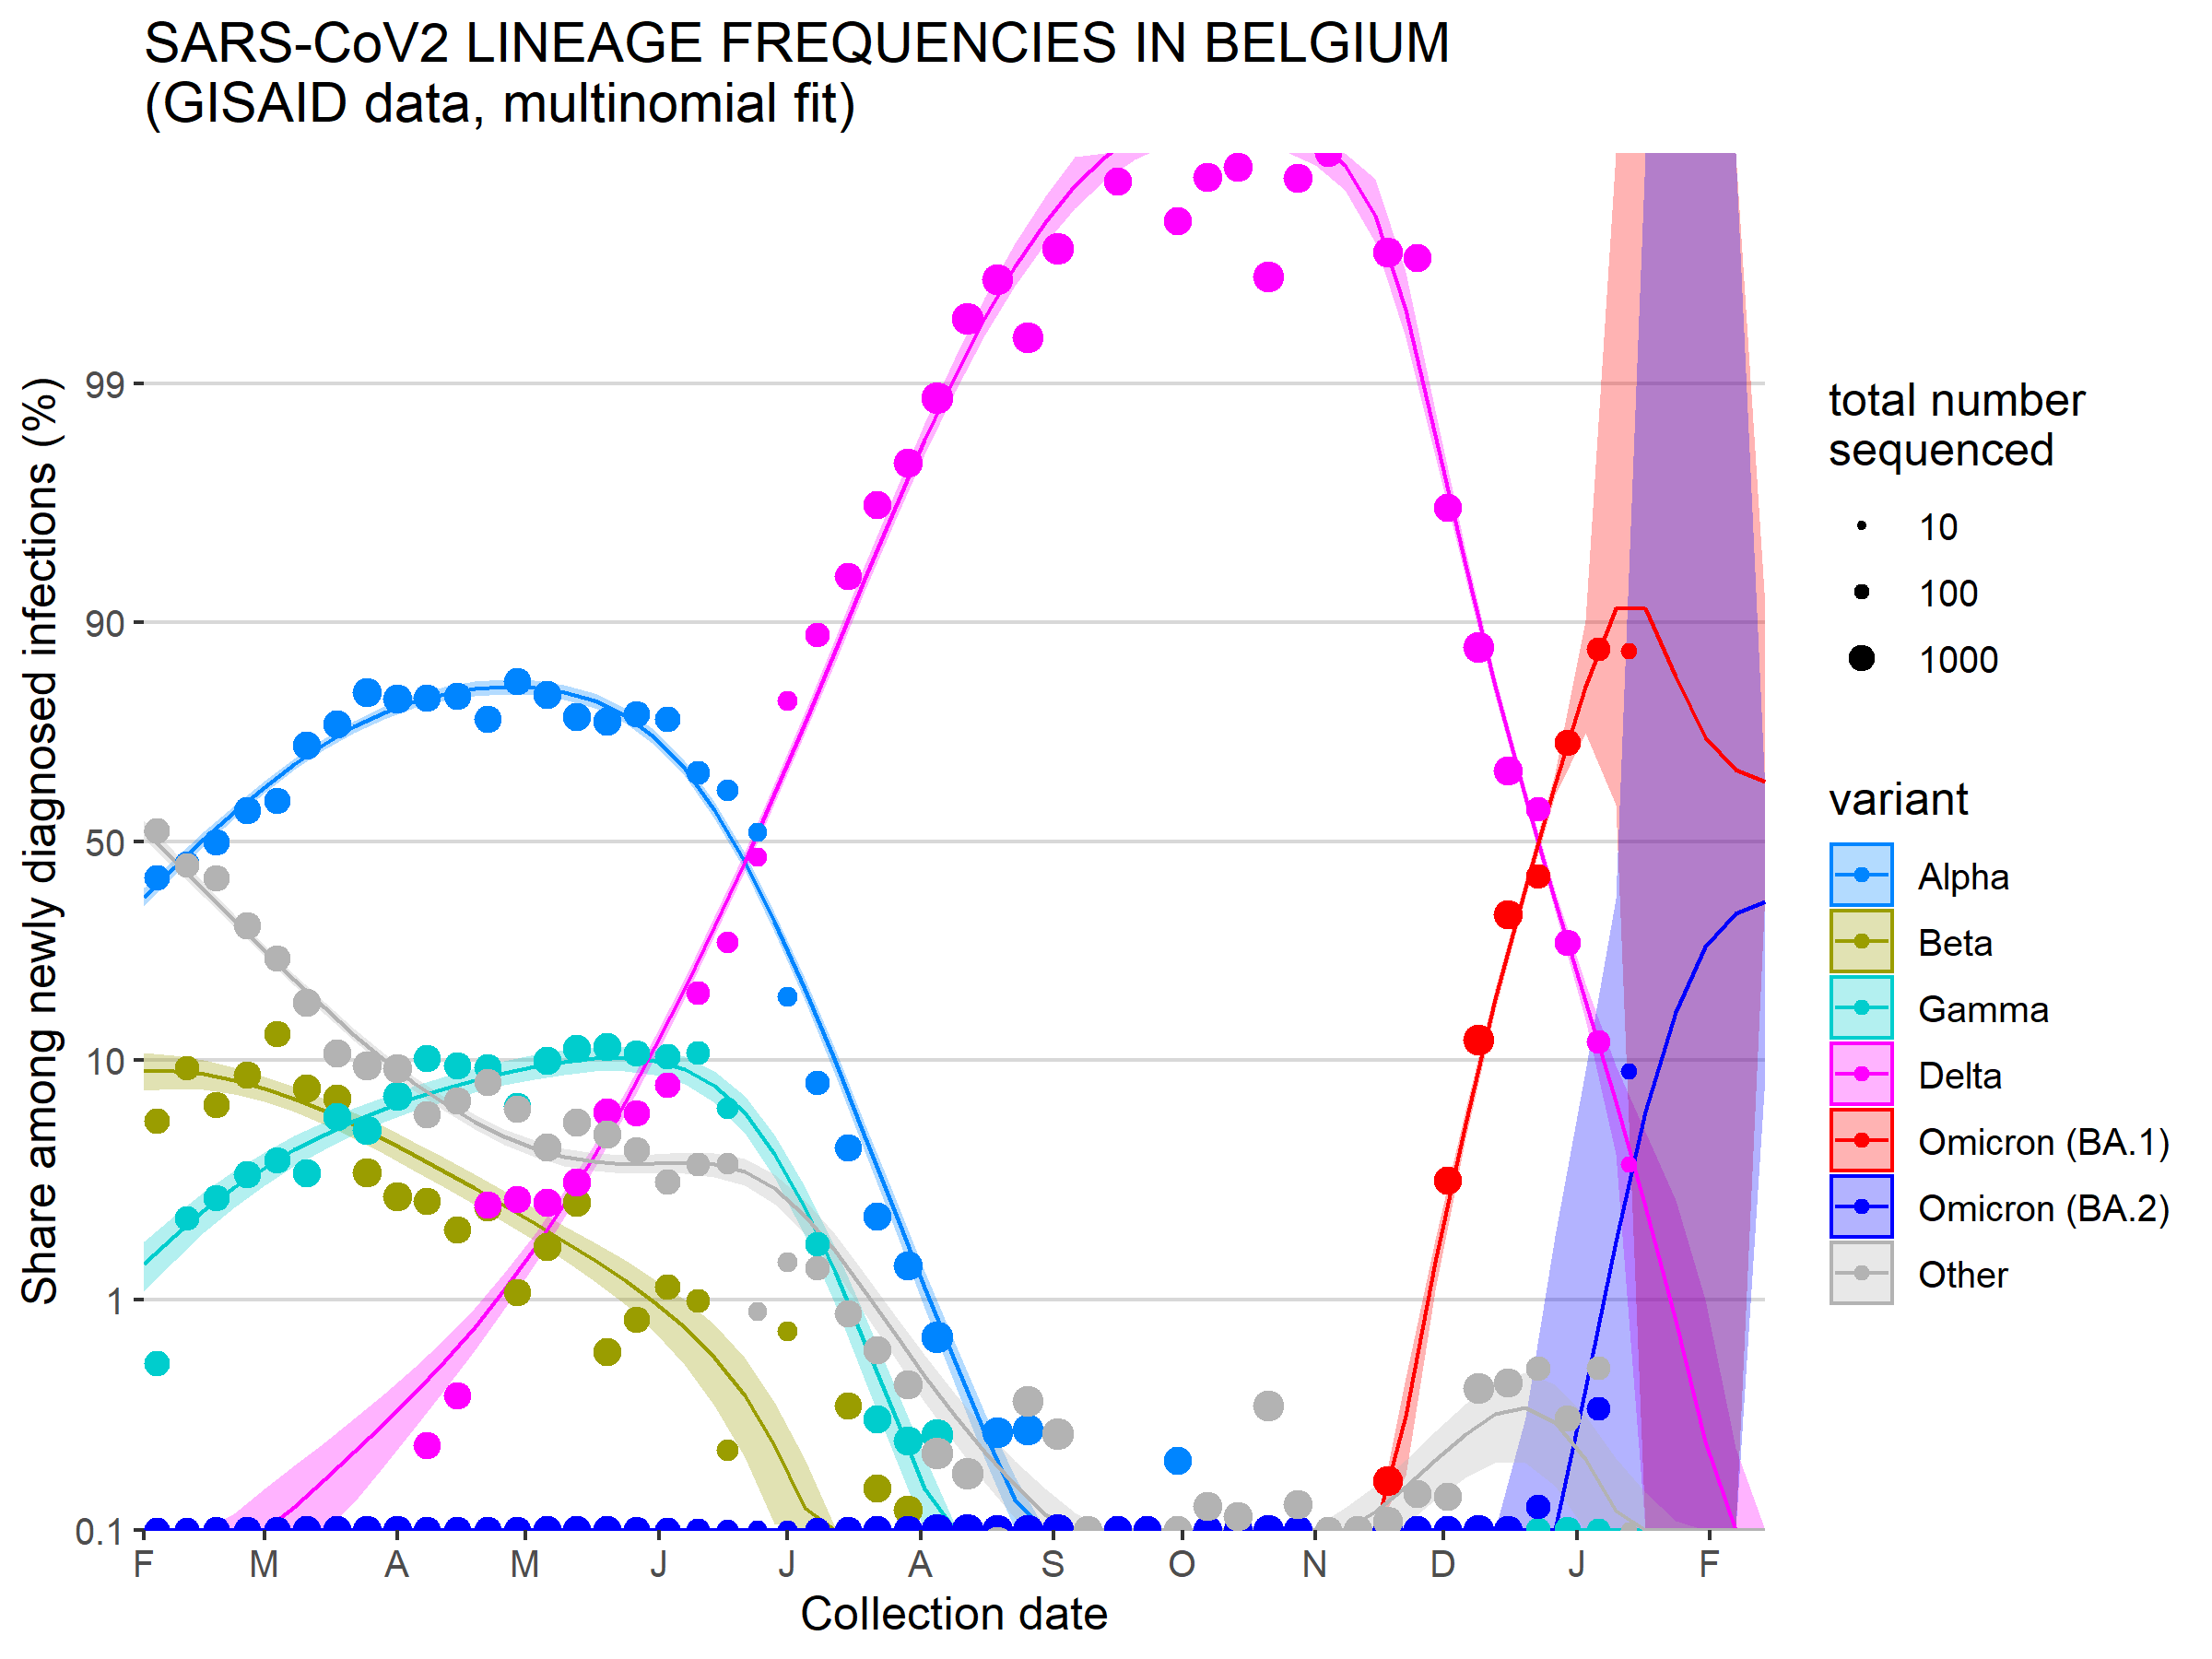 SARS-CoV2 LINEAGE FREQUENCIES IN BELGIUM
(GISAID data, multinomial fit)
Share among newly diagnosed infections (%)
99
90
50
10
1
0.1
F M A M J J A S O N D J F
Collection date
total number
sequenced
10
100
1000
variant
Alpha
Beta
Gamma
Delta
Omicron (BA.1)
Omicron (BA.2)
Other